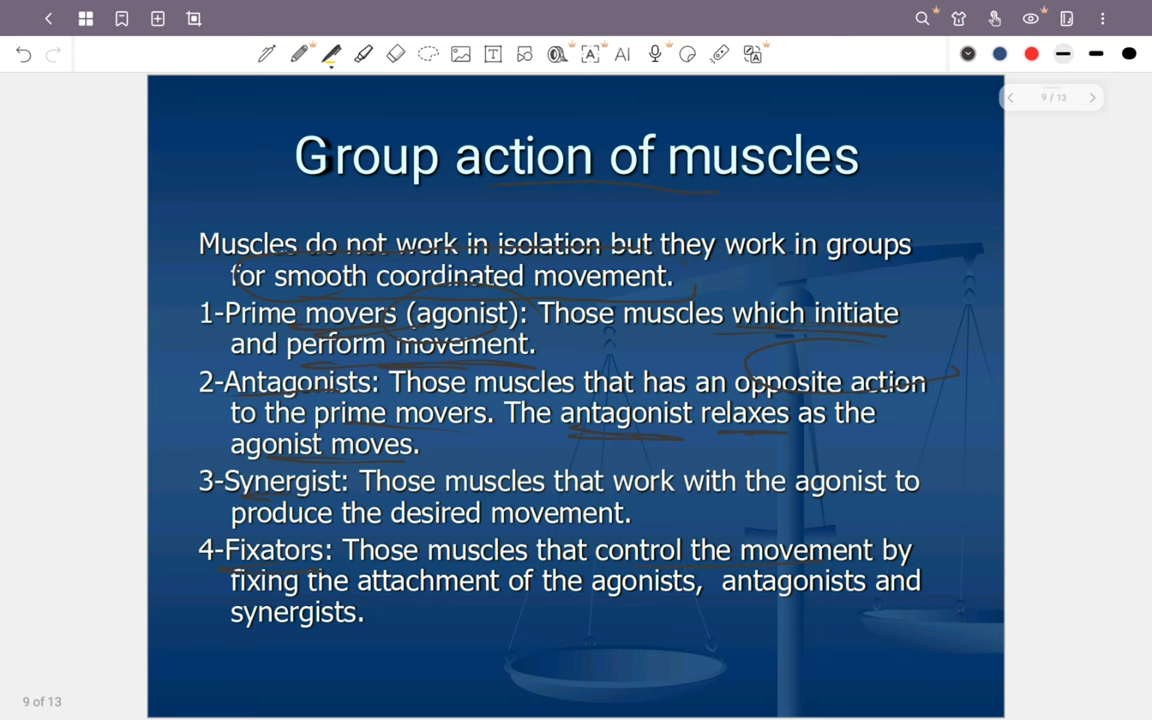 9 / 13
Group action of muscles
Muscles do not work in isolation but they work in groups
for smooth coordinated movement.
1-Prime movers (agonist): Those muscles which initiate
and perform movement.
2-Antagonists: Those muscles that has an opposite action
to the prime movers. The antagonist relaxes as the
agonist moves.
3-Synergist: Those muscles that work with the agonist to
produce the desired movement.
4-Fixators: Those muscles that control the movement by
fixing the attachment of the agonists, antagonists and
synergists.
9 of 13